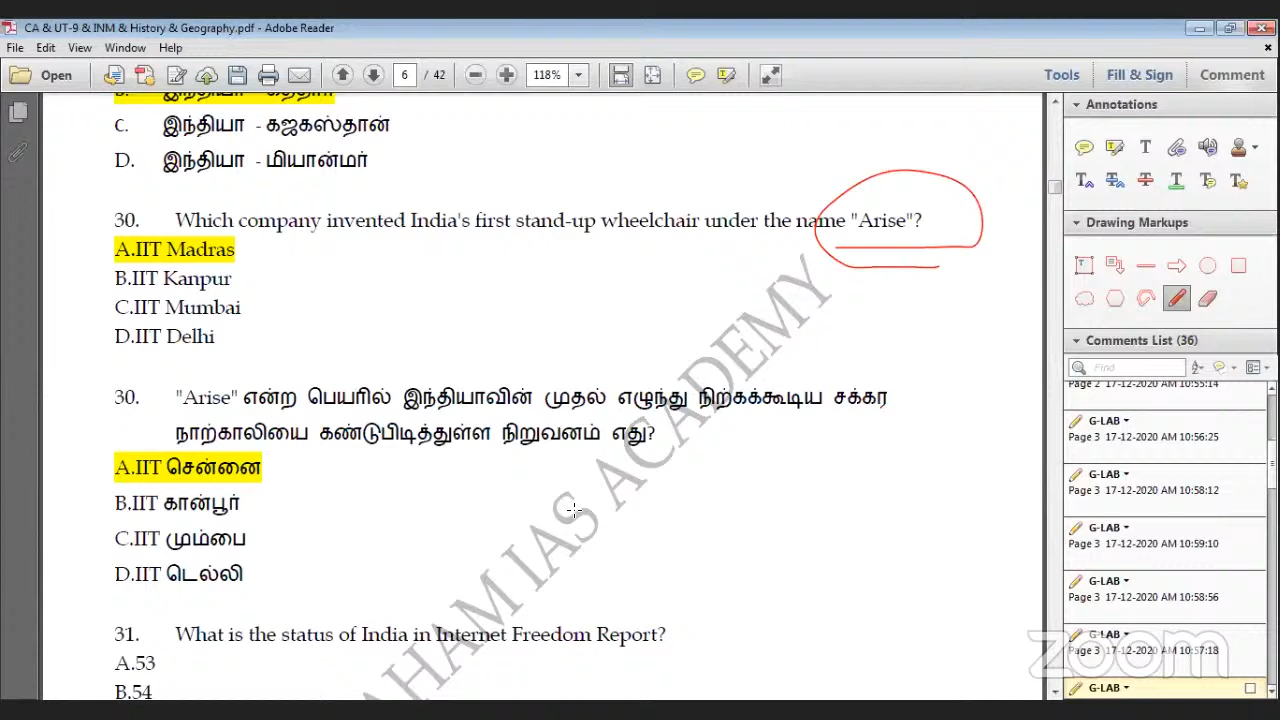 CA & UT-9 & INM & History & Geography.pdf - Adobe Reader
File Edit View Window Help
Open 6 / 42 118% Tools Fill & Sign Comment
C. இந்தியா - கஜகஸ்தான்
D. இந்தியா - மியான்மர்
30. Which company invented India's first stand-up wheelchair under the name "Arise"?
A.IIT Madras
B.IIT Kanpur
C.IIT Mumbai
D.IIT Delhi
30. "Arise" என்ற பெயரில் இந்தியாவின் முதல் எழுந்து நிற்கக்கூடிய சக்கர
நாற்காலியை கண்டுபிடித்துள்ள நிறுவனம் எது?
A.IIT சென்னை
B.IIT கான்பூர்
C.IIT மும்பை
D.IIT டெல்லி
31. What is the status of India in Internet Freedom Report?
A.53
B.54
AHAM IAS ACADEMY
Annotations
Drawing Markups
Comments List (36)
Find
Page 2 17-12-2020 AM 10:55:14
G-LAB
Page 3 17-12-2020 AM 10:56:25
G-LAB
Page 3 17-12-2020 AM 10:58:12
G-LAB
Page 3 17-12-2020 AM 10:59:10
G-LAB
Page 3 17-12-2020 AM 10:58:56
G-LAB
Page 3 17-12-2020 AM 10:57:18
G-LAB
zoom